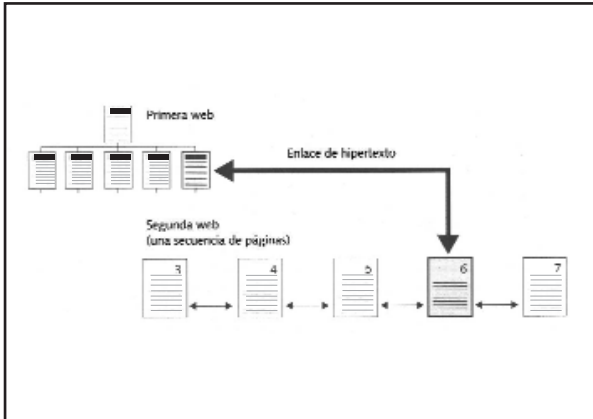 Primera web
Enlace de hipertexto
Segunda web
(una secuencia de páginas)
3
4
5
6
7